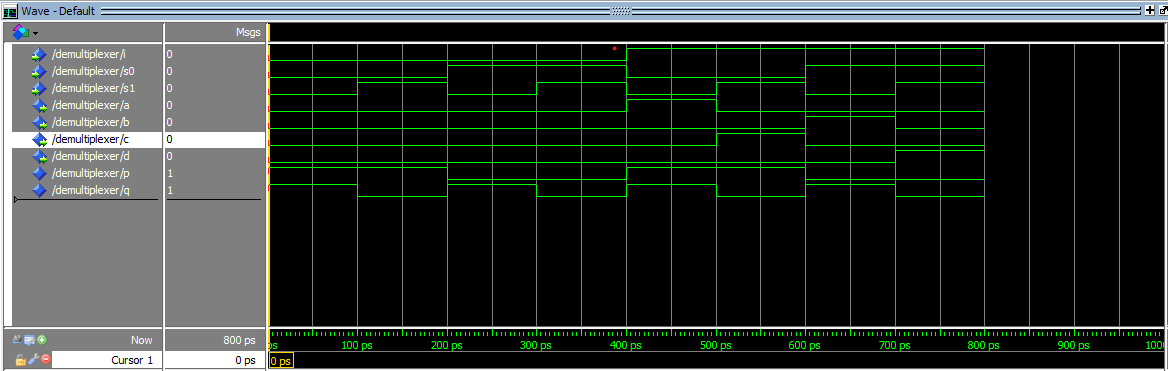 Wave - Default
Msgs
/demultiplexer/i 0
/demultiplexer/s0 0
/demultiplexer/s1 0
/demultiplexer/a 0
/demultiplexer/b 0
/demultiplexer/c 0
/demultiplexer/d 0
/demultiplexer/p 1
/demultiplexer/q 1
Now 800 ps ps 100 ps 200 ps 300 ps 400 ps 500 ps 600 ps 700 ps 800 ps 900 ps 1000
Cursor 1 0 ps 0 ps